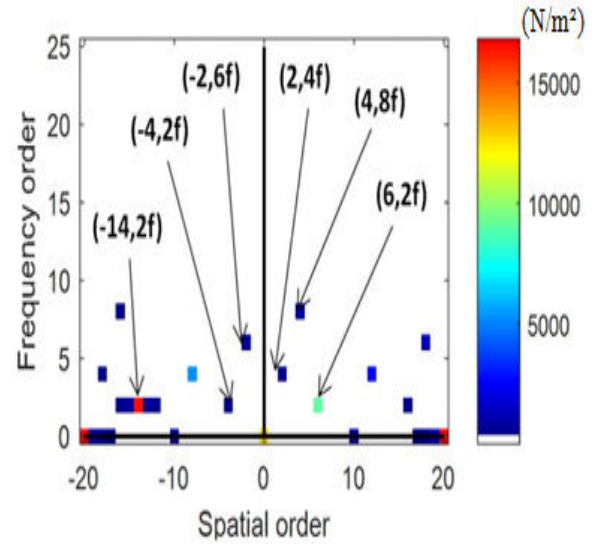 (N/m²)
25
20
15
10
5
0
Frequency order
(-2,6f)
(2,4f)
(-4,2f)
(4,8f)
(6,2f)
(-14,2f)
-20
-10
0
10
20
Spatial order
15000
10000
5000